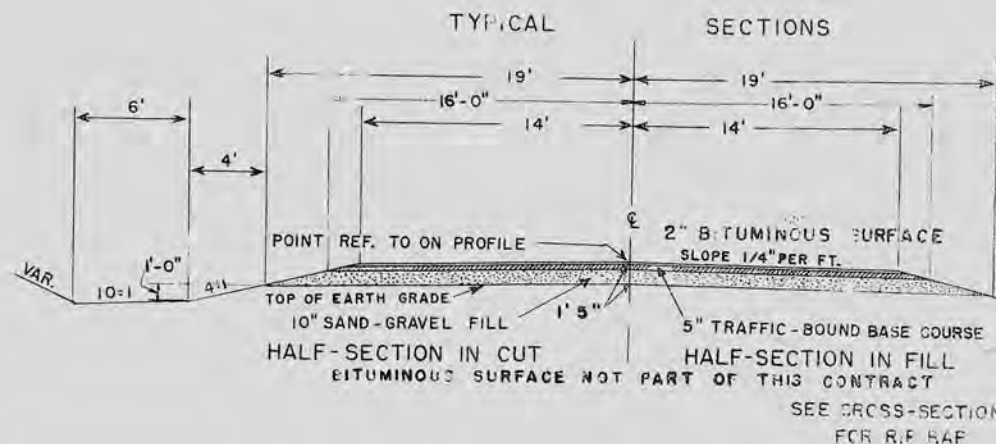 TYPICAL SECTIONS
19' 19'
6' 16'-0" 16'-0"
14' 14'
4'
℄
POINT REF. TO ON PROFILE 2" BITUMINOUS SURFACE
SLOPE 1/4" PER FT.
VAR. 1'-0"
10:1 4:1
TOP OF EARTH GRADE
10" SAND-GRAVEL FILL 1' 5" 5" TRAFFIC-BOUND BASE COURSE
HALF-SECTION IN CUT HALF-SECTION IN FILL
BITUMINOUS SURFACE NOT PART OF THIS CONTRACT
SEE CROSS-SECTION
FOR RIP RAP